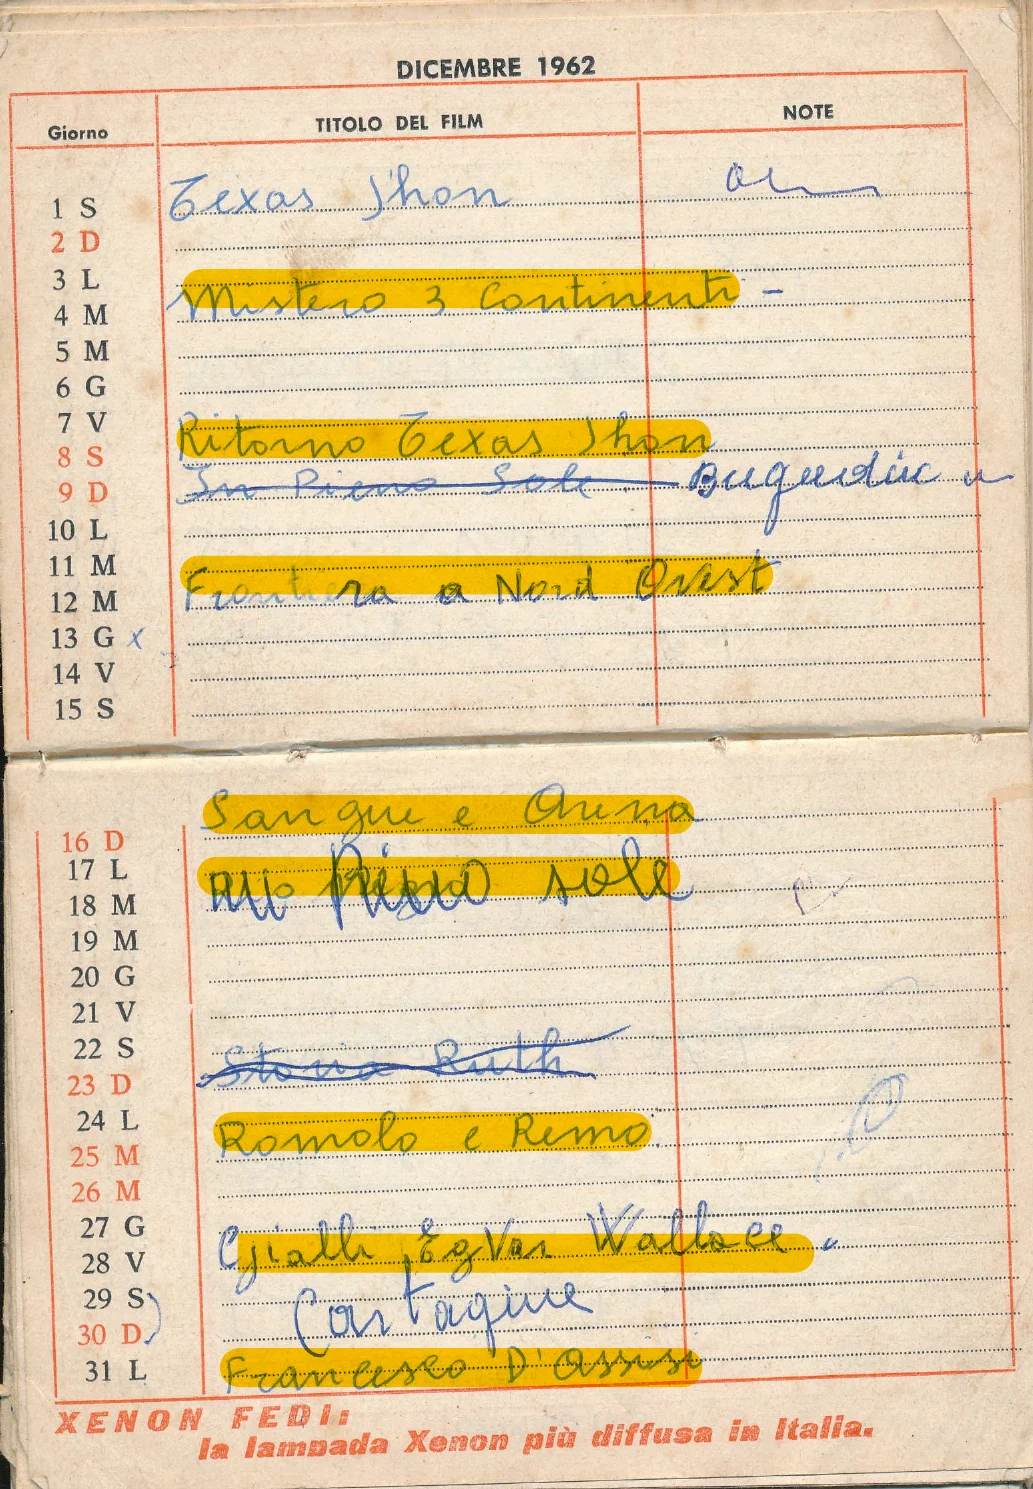 DICEMBRE 1962
Giorno TITOLO DEL FILM NOTE
1 S Texas Jhon
2 D
3 L
4 M Mistero 3 Continenti -
5 M
6 G
7 V
8 S Ritorno Texas Jhon
9 D In Pieno Sole
10 L
11 M
12 M Frontiera a Nord Ovest
13 G x
14 V
15 S
Sangue e Arena
16 D
17 L
18 M Pieno sole
19 M
20 G
21 V
22 S
23 D Storia Ruth
24 L
25 M Romolo e Remo.
26 M
27 G
28 V Gialli Egvar Wallace
29 S
30 D Cartagine
31 L Francesco D'Assisi
XENON FEDI:
la lampada Xenon più diffusa in Italia.